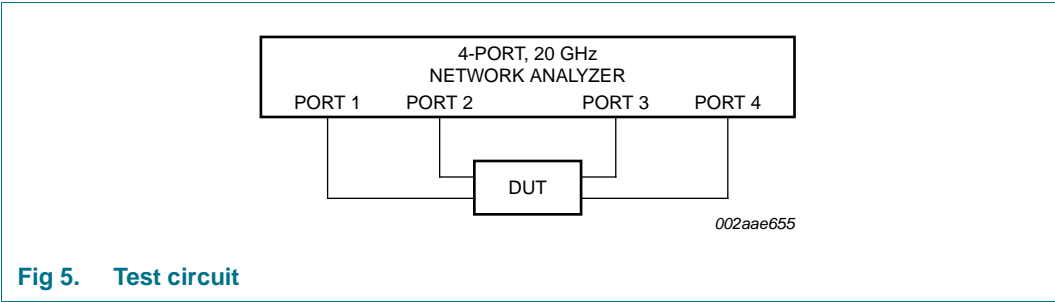 4-PORT, 20 GHz
NETWORK ANALYZER
PORT 1 PORT 2 PORT 3 PORT 4
DUT
002aae655
Fig 5. Test circuit